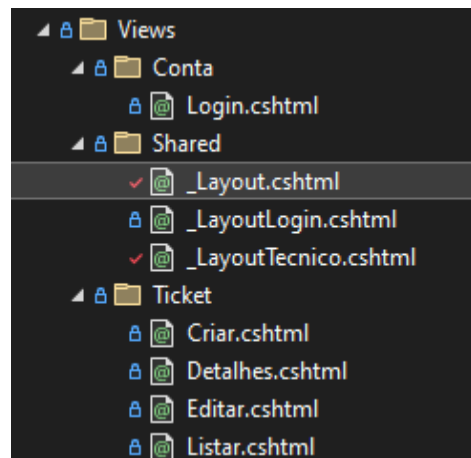 Views
Conta
Login.cshtml
Shared
_Layout.cshtml
_LayoutLogin.cshtml
_LayoutTecnico.cshtml
Ticket
Criar.cshtml
Detalhes.cshtml
Editar.cshtml
Listar.cshtml